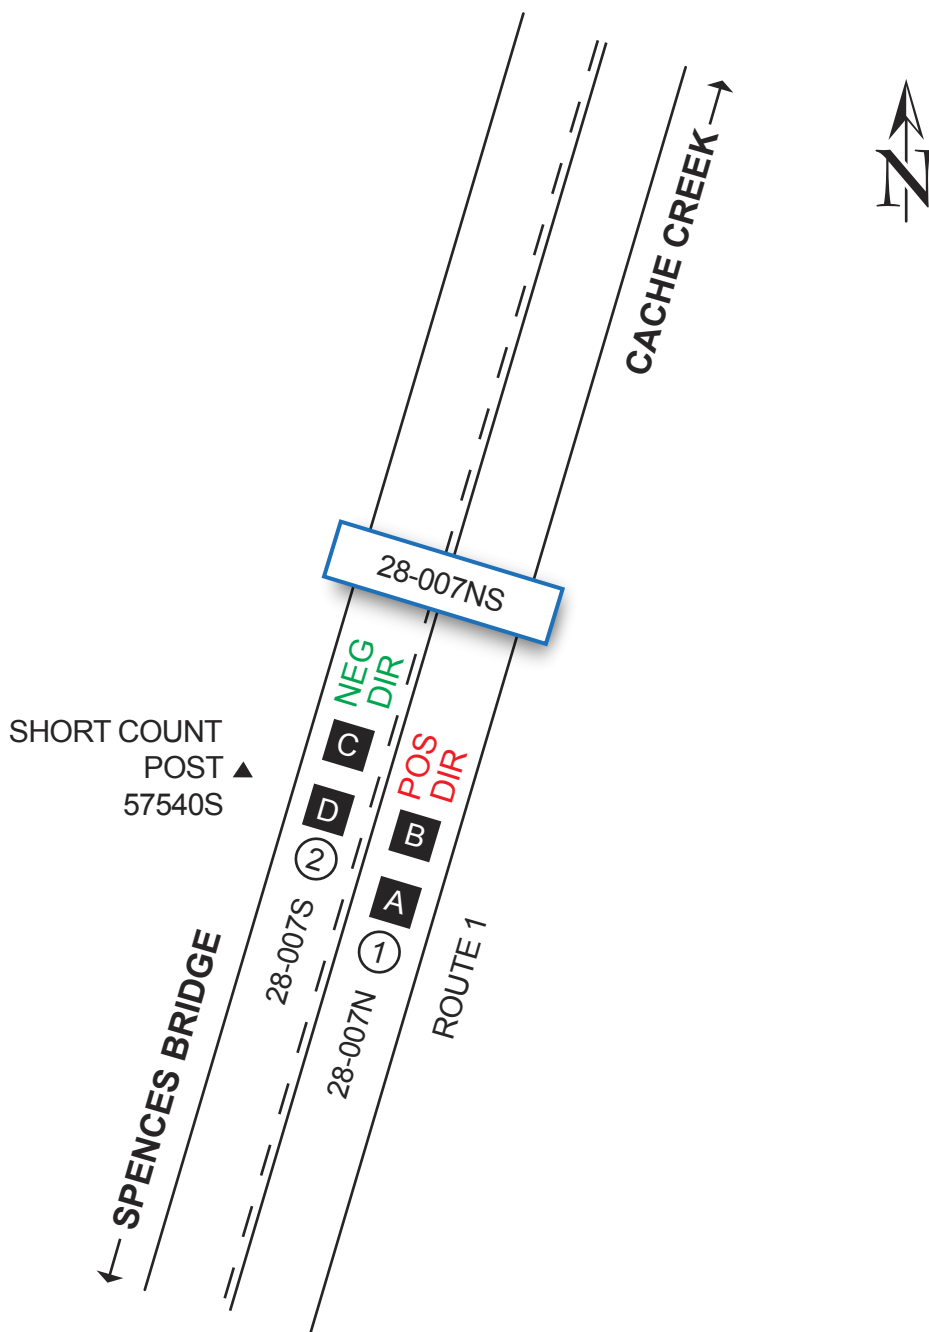 N
CACHE CREEK
28-007NS
NEG
DIR
POS
DIR
SHORT COUNT
POST
57540S
C
D
2
B
A
1
28-007S
28-007N
ROUTE 1
SPENCES BRIDGE